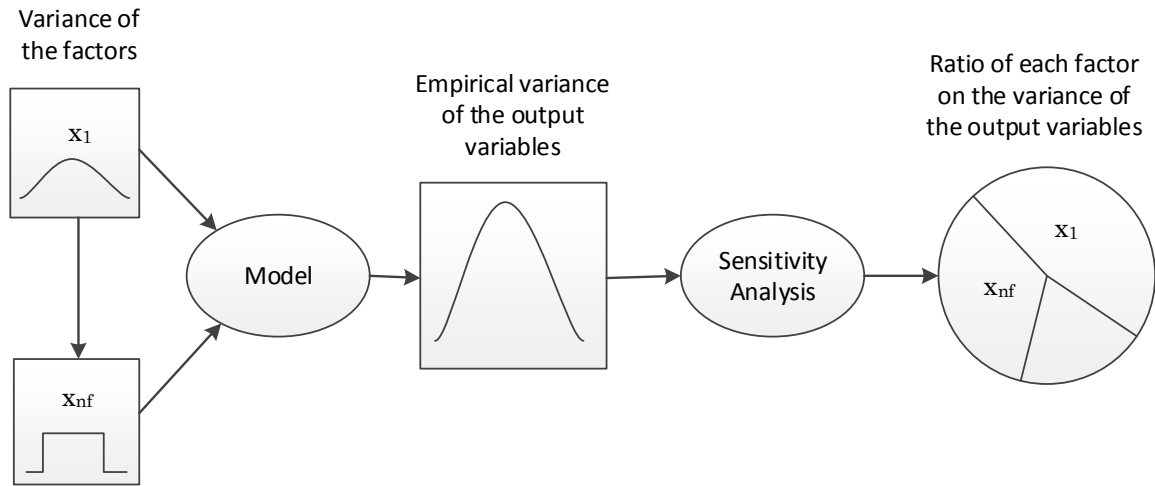 Variance of
the factors
x1
xnf
Model
Empirical variance
of the output
variables
Sensitivity
Analysis
Ratio of each factor
on the variance of
the output variables
x1
xnf